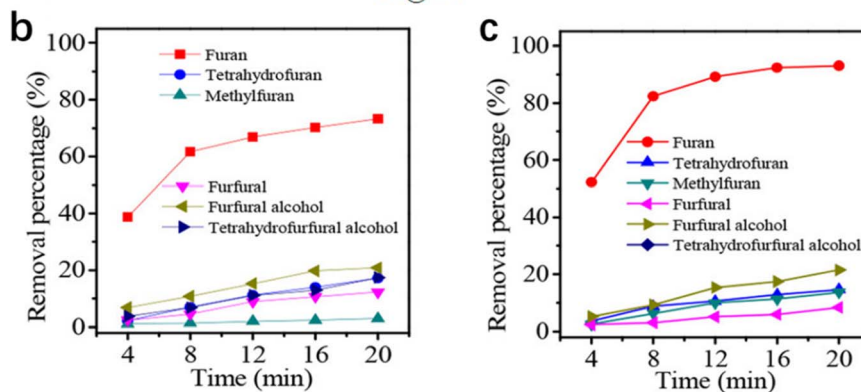 b
Removal percentage (%)
100
80
60
40
20
0
Furan
Tetrahydrofuran
Methylfuran
Furfural
Furfural alcohol
Tetrahydrofurfural alcohol
4 8 12 16 20
Time (min)
c
Removal percentage (%)
100
80
60
40
20
0
Furan
Tetrahydrofuran
Methylfuran
Furfural
Furfural alcohol
Tetrahydrofurfural alcohol
4 8 12 16 20
Time (min)